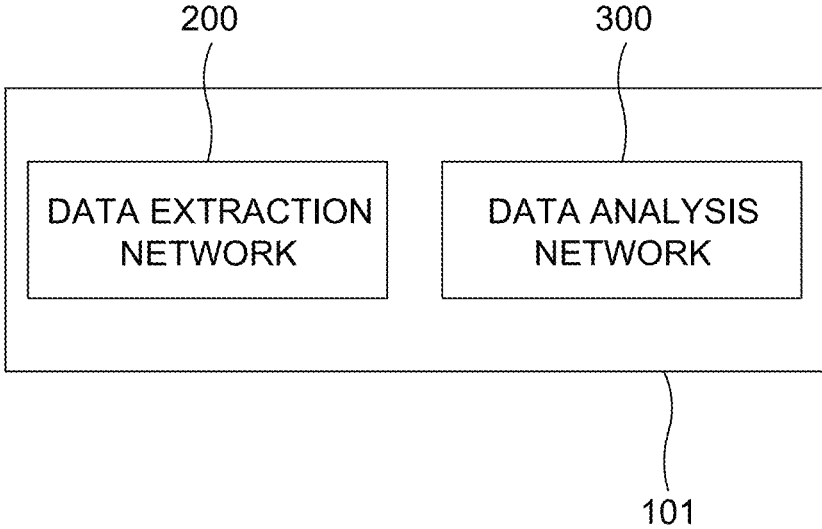 200
300
DATA EXTRACTION
NETWORK
DATA ANALYSIS
NETWORK
101